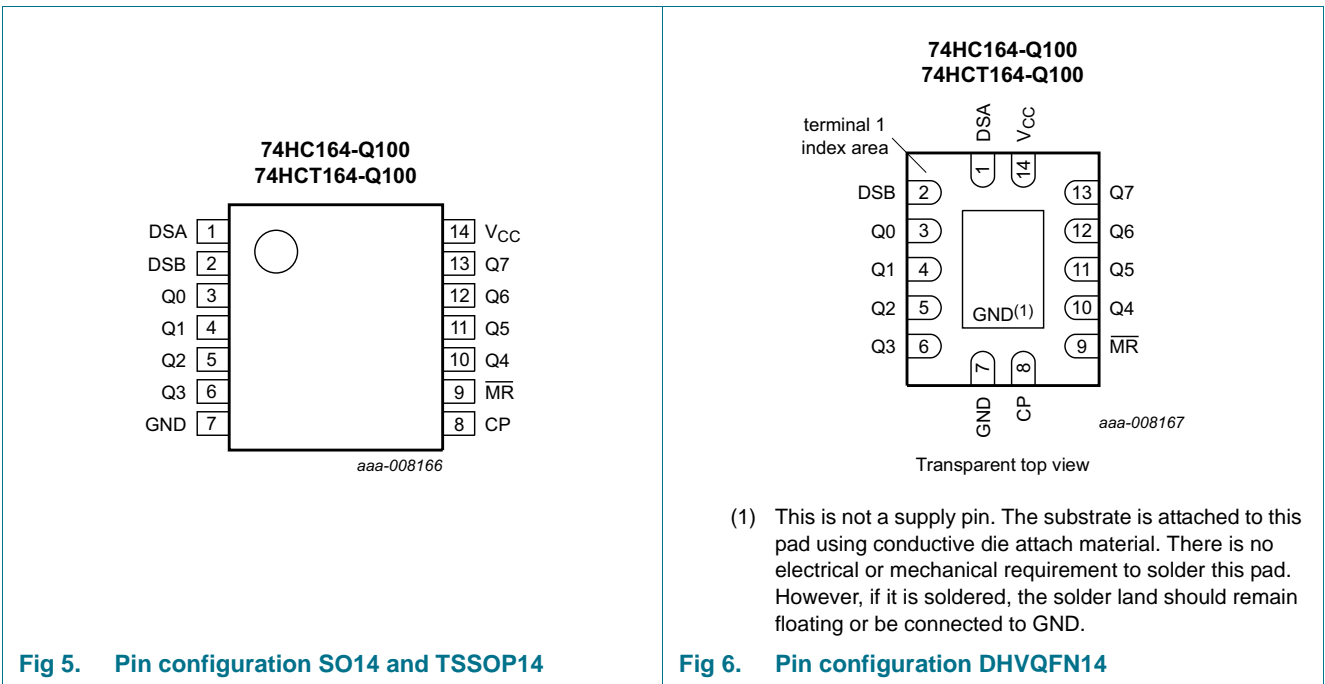 74HC164-Q100
74HCT164-Q100
DSA 1
DSB 2
Q0 3
Q1 4
Q2 5
Q3 6
GND 7
14 VCC
13 Q7
12 Q6
11 Q5
10 Q4
9 M̅R̅
8 CP
aaa-008166
Fig 5. Pin configuration SO14 and TSSOP14
74HC164-Q100
74HCT164-Q100
terminal 1
index area
DSA
VCC
1
14
DSB 2
Q0 3
Q1 4
Q2 5
Q3 6
13 Q7
12 Q6
11 Q5
10 Q4
9 M̅R̅
GND(1)
7
8
GND
CP
aaa-008167
Transparent top view
(1) This is not a supply pin. The substrate is attached to this
pad using conductive die attach material. There is no
electrical or mechanical requirement to solder this pad.
However, if it is soldered, the solder land should remain
floating or be connected to GND.
Fig 6. Pin configuration DHVQFN14